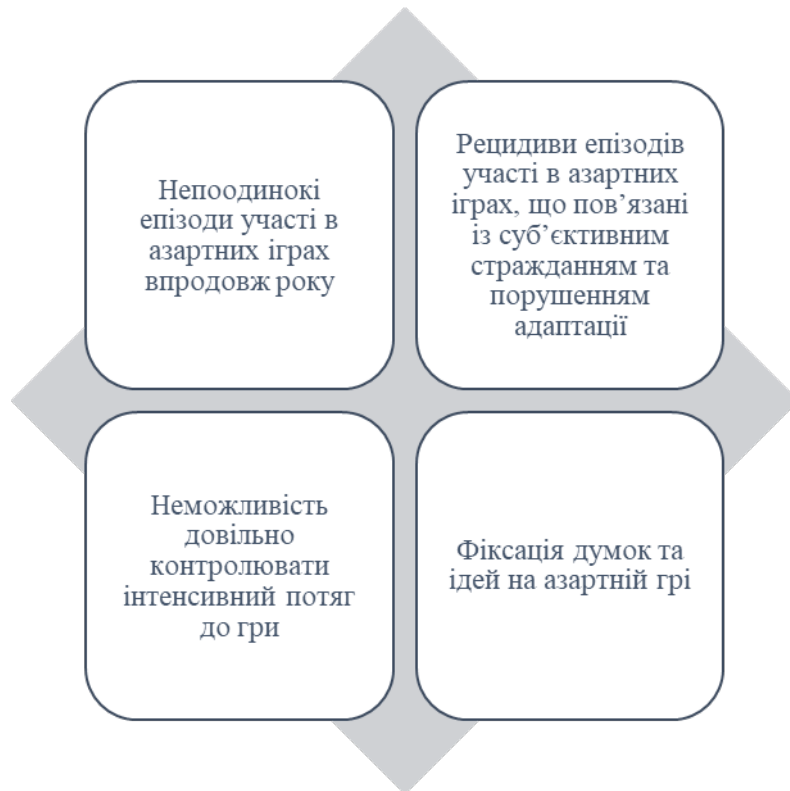 Непоодинокі
епізоди участі в
азартних іграх
впродовж року
Рецидиви епізодів
участі в азартних
іграх, що пов’язані
із суб’єктивним
стражданням та
порушенням
адаптації
Неможливість
довільно
контролювати
інтенсивний потяг
до гри
Фіксація думок та
ідей на азартній грі